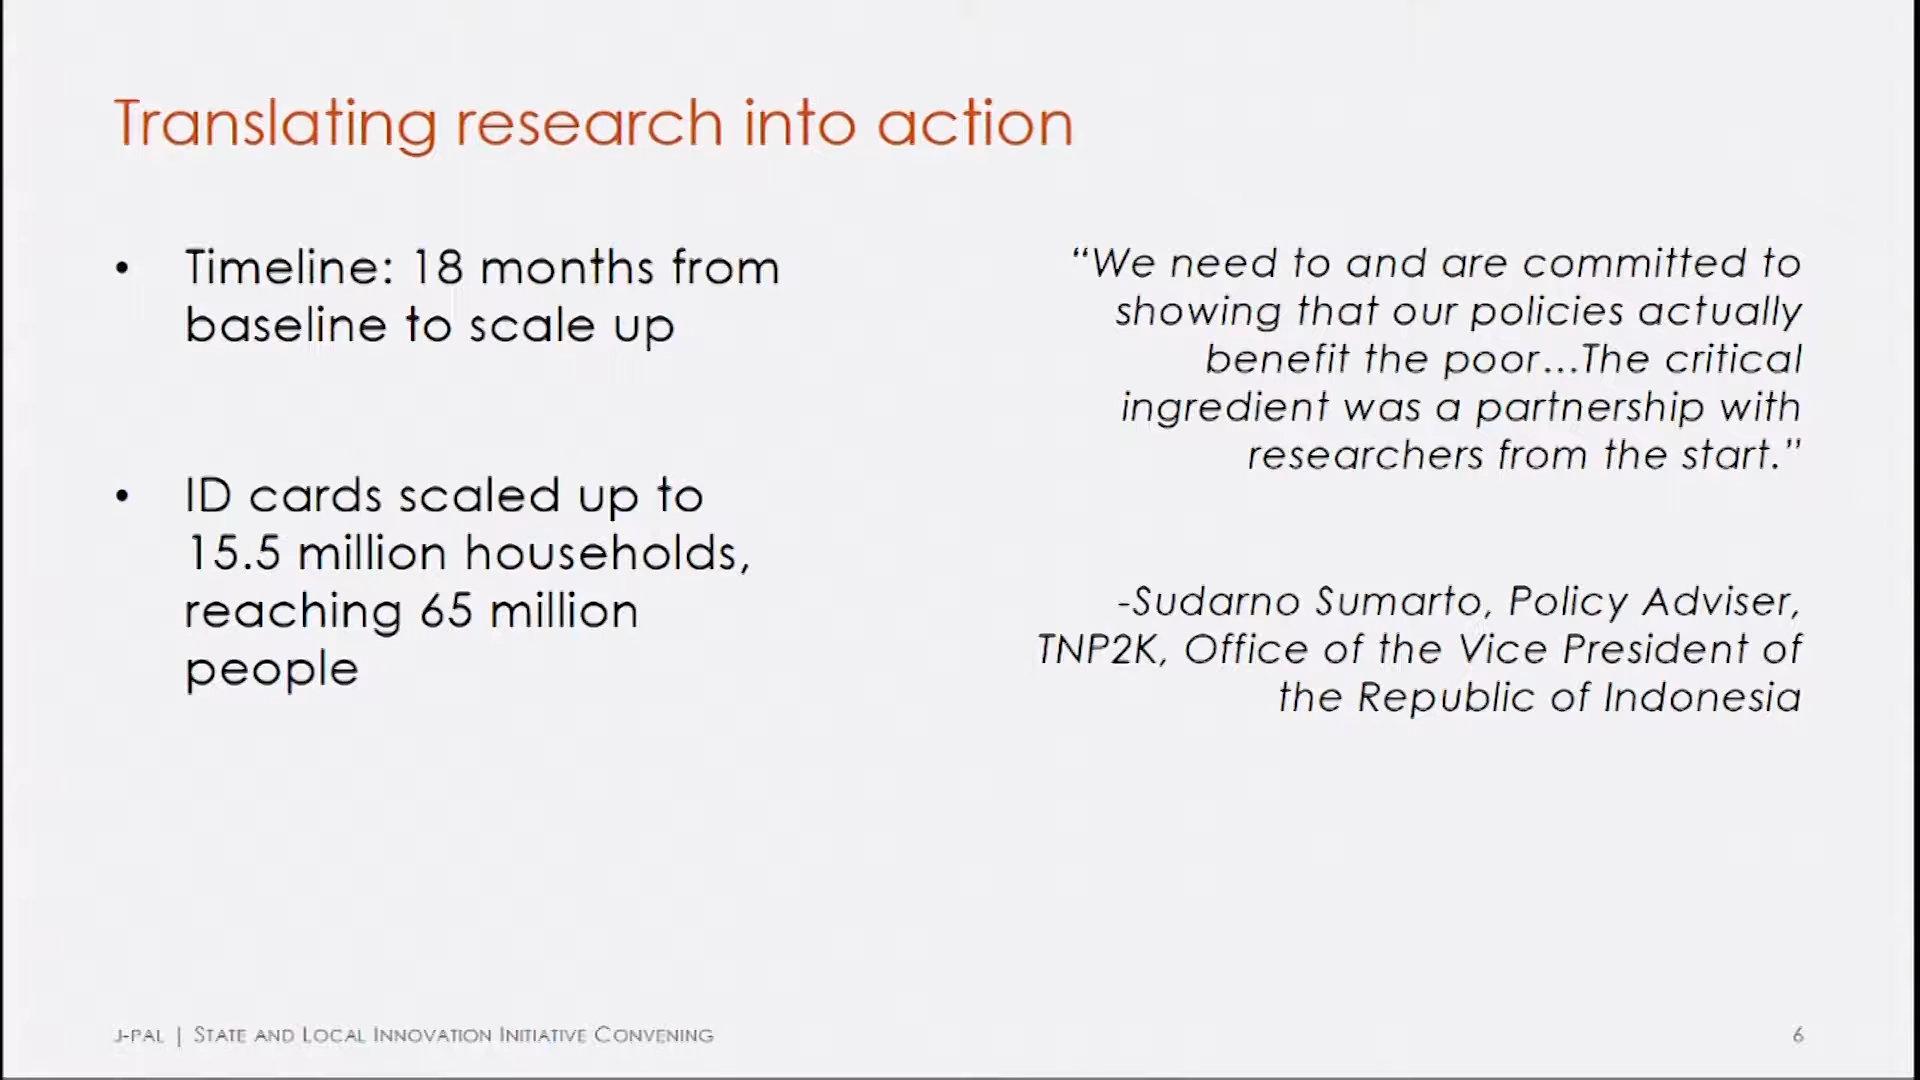 Translating research into action
• Timeline: 18 months from
baseline to scale up
• ID cards scaled up to
15.5 million households,
reaching 65 million
people
“We need to and are committed to
showing that our policies actually
benefit the poor...The critical
ingredient was a partnership with
researchers from the start.”
-Sudarno Sumarto, Policy Adviser,
TNP2K, Office of the Vice President of
the Republic of Indonesia
J-PAL | STATE AND LOCAL INNOVATION INITIATIVE CONVENING
6